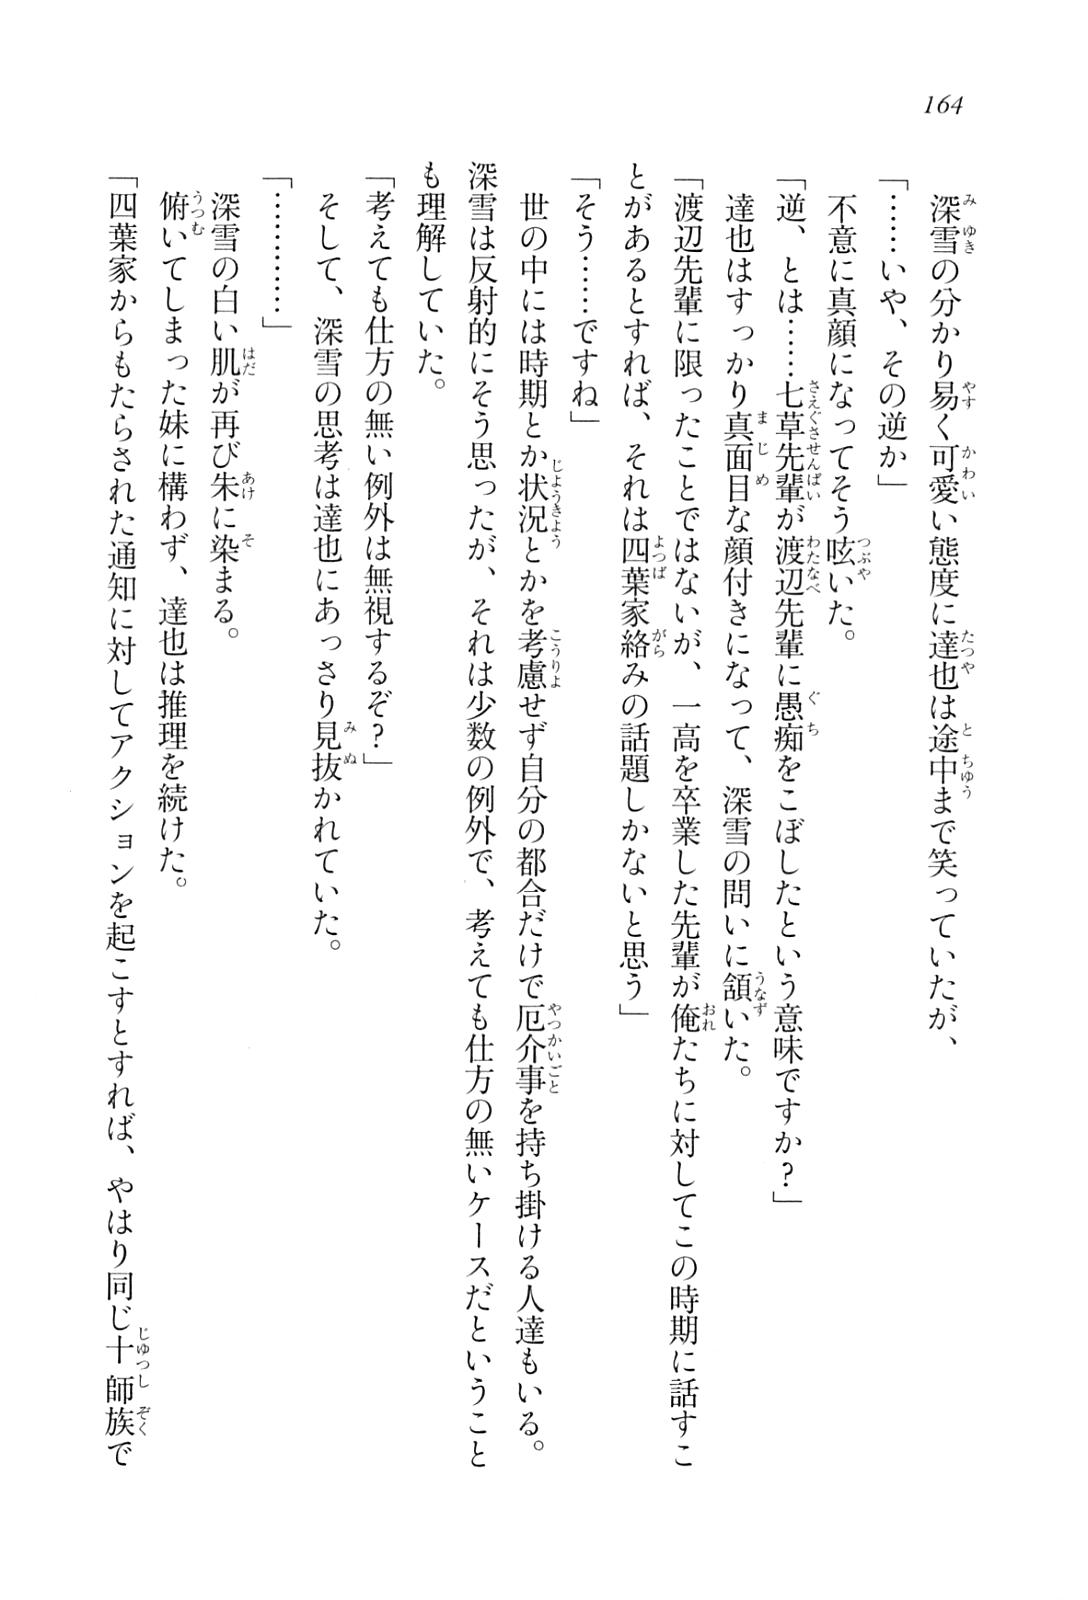 164
深雪の分かり易く可愛い態度に達也は途中まで笑っていたが、
「……いや、その逆か」
不意に真顔になってそう呟いた。
「逆、とは……七草先輩が渡辺先輩に愚痴をこぼしたという意味ですか？」
達也はすっかり真面目な顔付きになって、深雪の問いに頷いた。
「渡辺先輩に限ったことではないが、一高を卒業した先輩が俺たちに対してこの時期に話すこ
とがあるとすれば、それは四葉家絡みの話題しかないと思う」
「そう……ですね」
世の中には時期とか状況とかを考慮せず自分の都合だけで厄介事を持ち掛ける人達もいる。
深雪は反射的にそう思ったが、それは少数の例外で、考えても仕方の無いケースだということ
も理解していた。
「考えても仕方の無い例外は無視するぞ？」
そして、深雪の思考は達也にあっさり見抜かれていた。
「…………」
深雪の白い肌が再び朱に染まる。
俯いてしまった妹に構わず、達也は推理を続けた。
「四葉家からもたらされた通知に対してアクションを起こすとすれば、やはり同じ十師族で